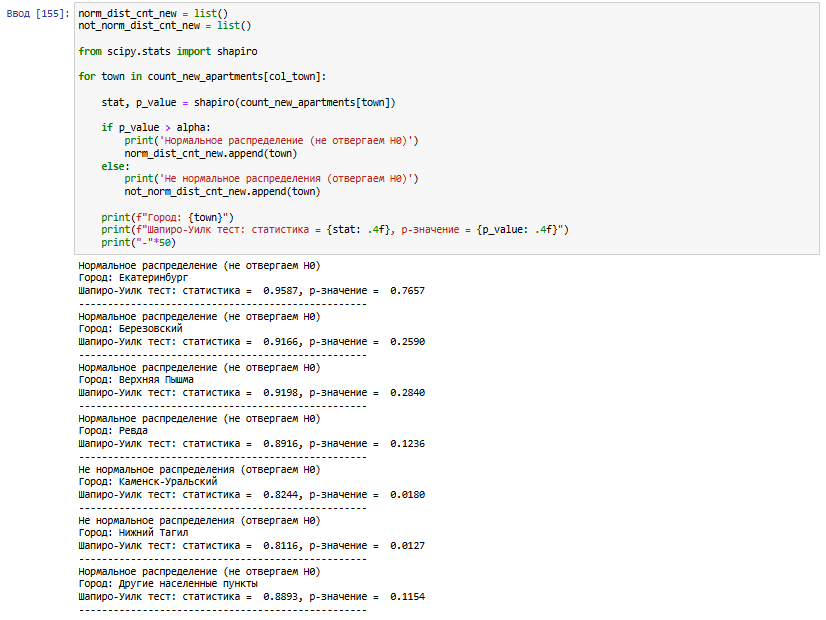 Ввод [155]: norm_dist_cnt_new = list()
not_norm_dist_cnt_new = list()
from scipy.stats import shapiro
for town in count_new_apartments[col_town]:
stat, p_value = shapiro(count_new_apartments[town])
if p_value > alpha:
print('Нормальное распределение (не отвергаем H0)')
norm_dist_cnt_new.append(town)
else:
print('Не нормальное распределения (отвергаем H0)')
not_norm_dist_cnt_new.append(town)
print(f"Город: {town}")
print(f"Шапиро-Уилк тест: статистика = {stat: .4f}, p-значение = {p_value: .4f}")
print("-"*50)
Нормальное распределение (не отвергаем H0)
Город: Екатеринбург
Шапиро-Уилк тест: статистика =  0.9587, p-значение =  0.7657
--------------------------------------------------
Нормальное распределение (не отвергаем H0)
Город: Березовский
Шапиро-Уилк тест: статистика =  0.9166, p-значение =  0.2590
--------------------------------------------------
Нормальное распределение (не отвергаем H0)
Город: Верхняя Пышма
Шапиро-Уилк тест: статистика =  0.9198, p-значение =  0.2840
--------------------------------------------------
Нормальное распределение (не отвергаем H0)
Город: Ревда
Шапиро-Уилк тест: статистика =  0.8916, p-значение =  0.1236
--------------------------------------------------
Не нормальное распределения (отвергаем H0)
Город: Каменск-Уральский
Шапиро-Уилк тест: статистика =  0.8244, p-значение =  0.0180
--------------------------------------------------
Не нормальное распределения (отвергаем H0)
Город: Нижний Тагил
Шапиро-Уилк тест: статистика =  0.8116, p-значение =  0.0127
--------------------------------------------------
Нормальное распределение (не отвергаем H0)
Город: Другие населенные пункты
Шапиро-Уилк тест: статистика =  0.8893, p-значение =  0.1154
--------------------------------------------------